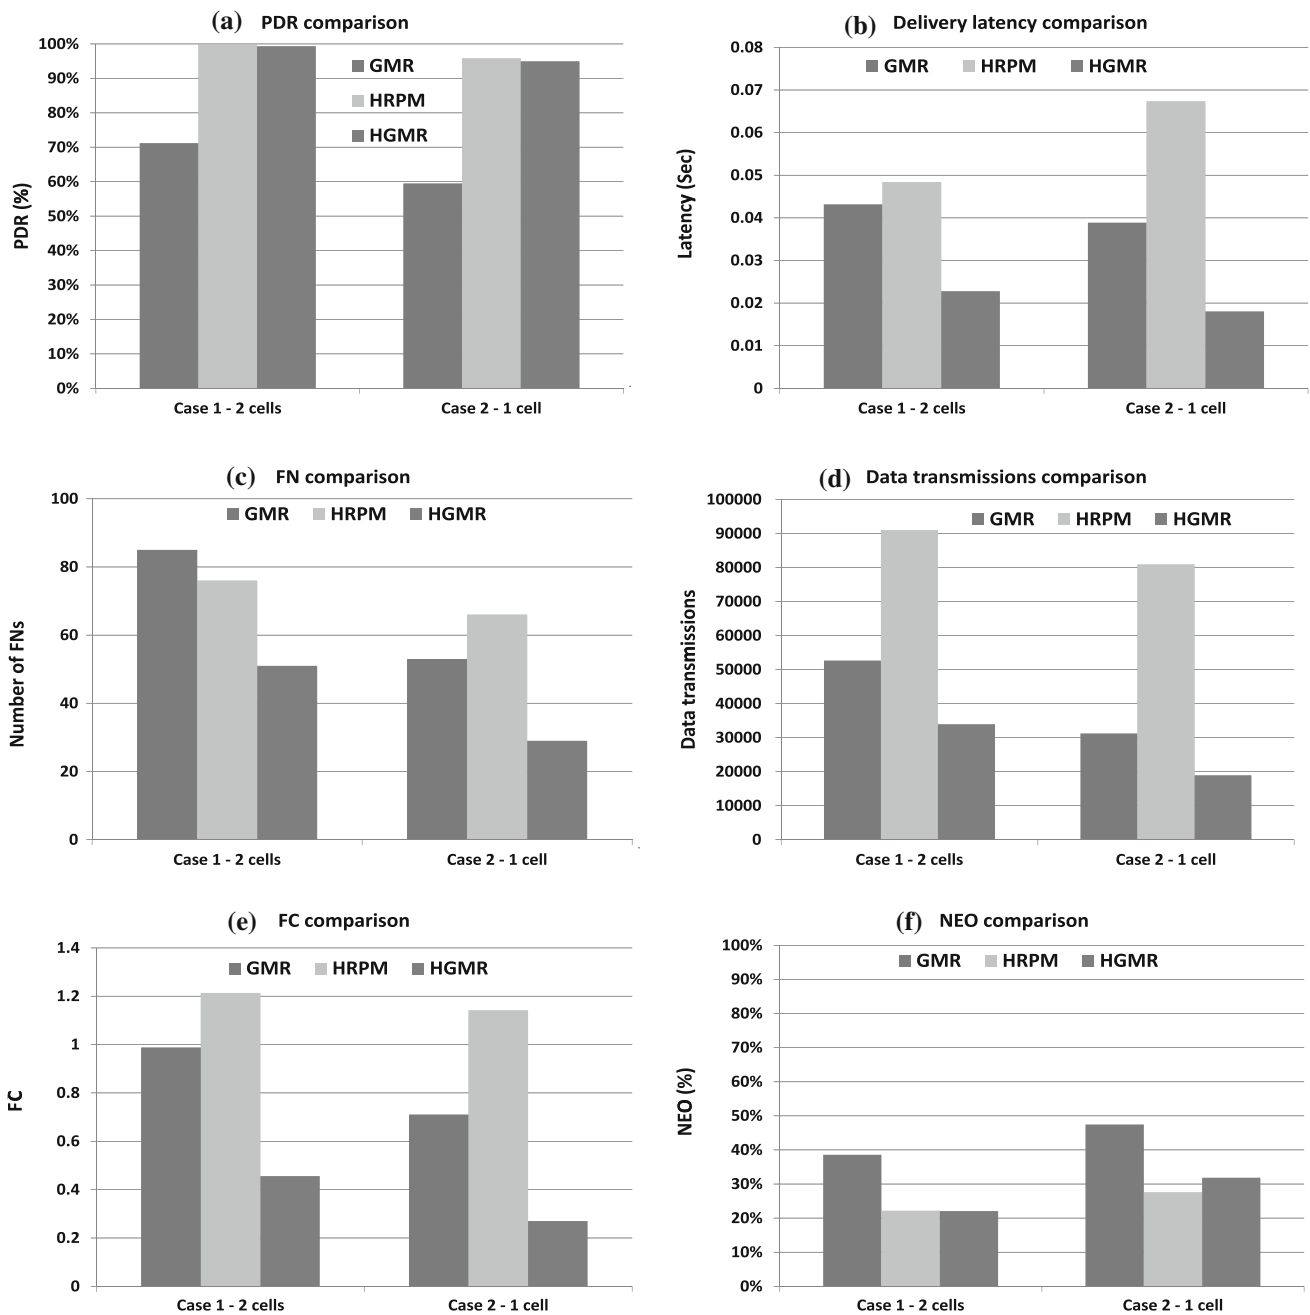 (a) PDR comparison
100%
90%
80%
70%
60%
50%
40%
30%
20%
10%
0%
PDR (%)
GMR
HRPM
HGMR
Case 1 - 2 cells
Case 2 - 1 cell
(b) Delivery latency comparison
0.08
0.07
0.06
0.05
0.04
0.03
0.02
0.01
0
Latency (Sec)
GMR HRPM HGMR
Case 1 - 2 cells
Case 2 - 1 cell
(c) FN comparison
100
80
60
40
20
0
Number of FNs
GMR HRPM HGMR
Case 1 - 2 cells
Case 2 - 1 cell
(d) Data transmissions comparison
100000
90000
80000
70000
60000
50000
40000
30000
20000
10000
0
Data transmissions
GMR HRPM HGMR
Case 1 - 2 cells
Case 2 - 1 cell
(e) FC comparison
1.4
1.2
1
0.8
0.6
0.4
0.2
0
FC
GMR HRPM HGMR
Case 1 - 2 cells
Case 2 - 1 cell
(f) NEO comparison
100%
90%
80%
70%
60%
50%
40%
30%
20%
10%
0%
NEO (%)
GMR HRPM HGMR
Case 1 - 2 cells
Case 2 - 1 cell